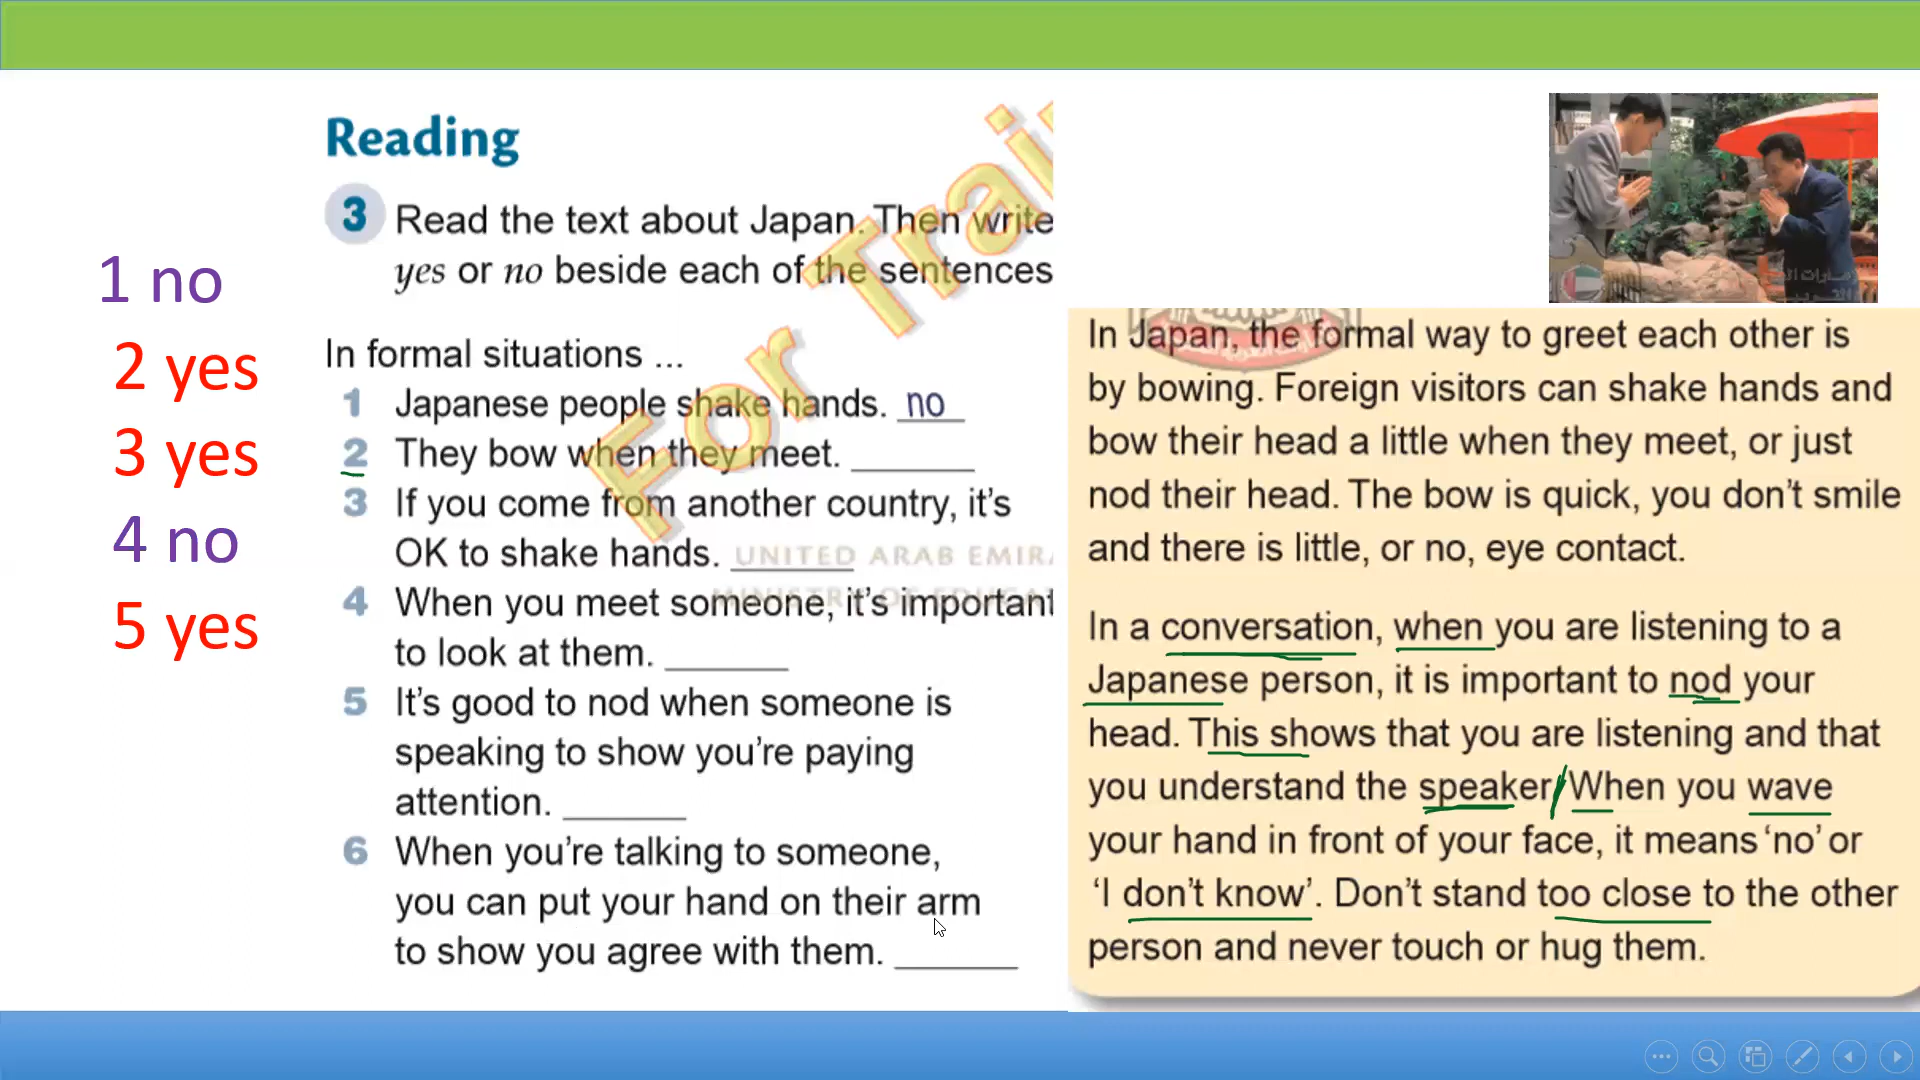 Reading
3 Read the text about Japan. Then write
yes or no beside each of the sentences
In formal situations ...
1 Japanese people shake hands. no
2 They bow when they meet.
3 If you come from another country, it's
OK to shake hands.
4 When you meet someone, it's important
to look at them.
5 It's good to nod when someone is
speaking to show you're paying
attention.
6 When you're talking to someone,
you can put your hand on their arm
to show you agree with them.
1 no
2 yes
3 yes
4 no
5 yes
For Trai
UNITED ARAB EMIR
In Japan, the formal way to greet each other is
by bowing. Foreign visitors can shake hands and
bow their head a little when they meet, or just
nod their head. The bow is quick, you don't smile
and there is little, or no, eye contact.
In a conversation, when you are listening to a
Japanese person, it is important to nod your
head. This shows that you are listening and that
you understand the speaker. When you wave
your hand in front of your face, it means 'no' or
'I don't know'. Don't stand too close to the other
person and never touch or hug them.